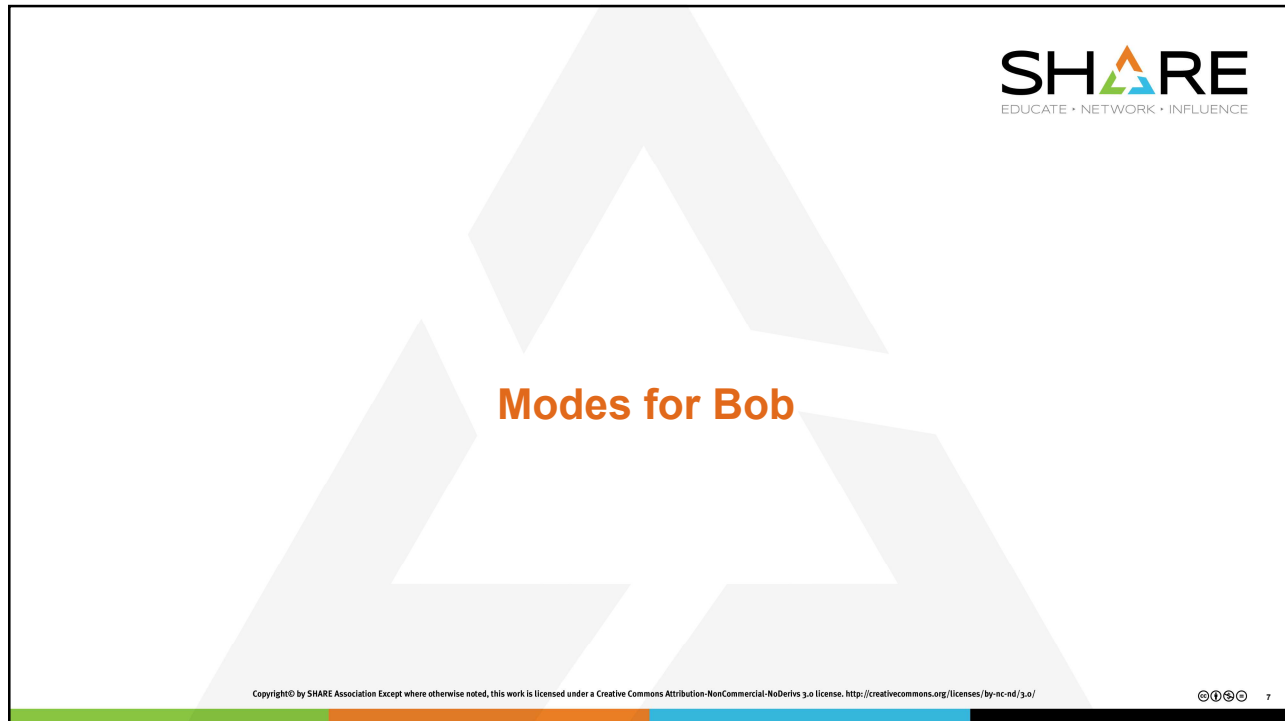 SHARE
EDUCATE • NETWORK • INFLUENCE
Modes for Bob
Copyright© by SHARE Association Except where otherwise noted, this work is licensed under a Creative Commons Attribution-NonCommercial-NoDerivs 3.0 license. http://creativecommons.org/licenses/by-nc-nd/3.0/
7